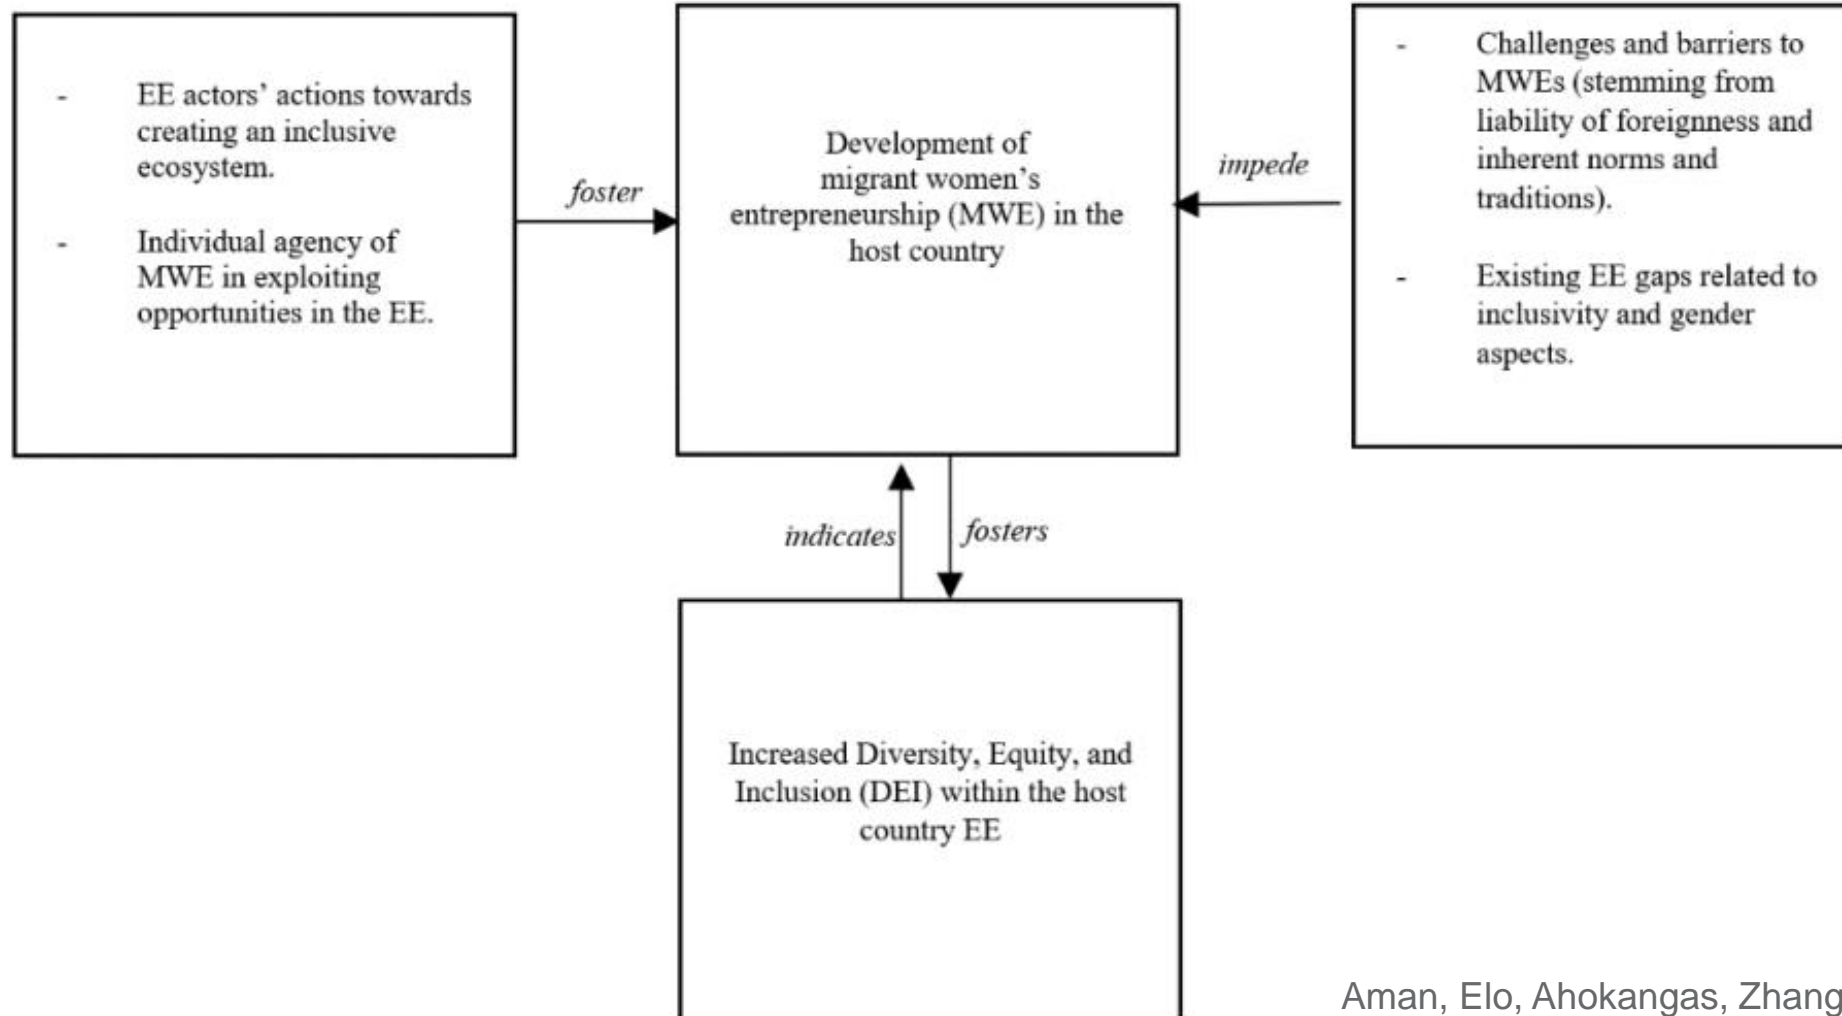 - EE actors’ actions towards
creating an inclusive
ecosystem.
- Individual agency of
MWE in exploiting
opportunities in the EE.
foster
Development of
migrant women’s
entrepreneurship (MWE) in the
host country
impede
- Challenges and barriers to
MWEs (stemming from
liability of foreignness and
inherent norms and
traditions).
- Existing EE gaps related to
inclusivity and gender
aspects.
indicates
fosters
Increased Diversity, Equity, and
Inclusion (DEI) within the host
country EE
Aman, Elo, Ahokangas, Zhang